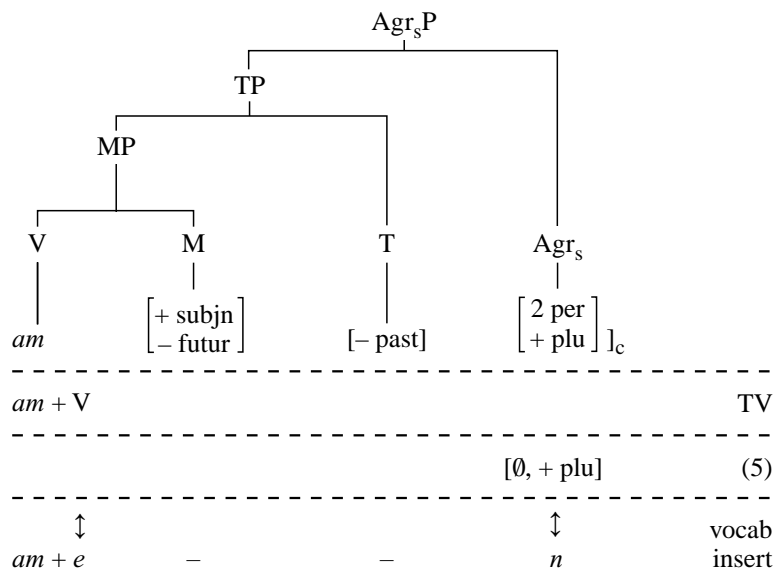 AgrₛP
TP
MP
V M T Agrₛ
[+ subjn [2 per
am – futur] [– past] + plu] ]c
am + V TV
[∅, + plu] (5)
↕ ↕ vocab
am + e – – n insert